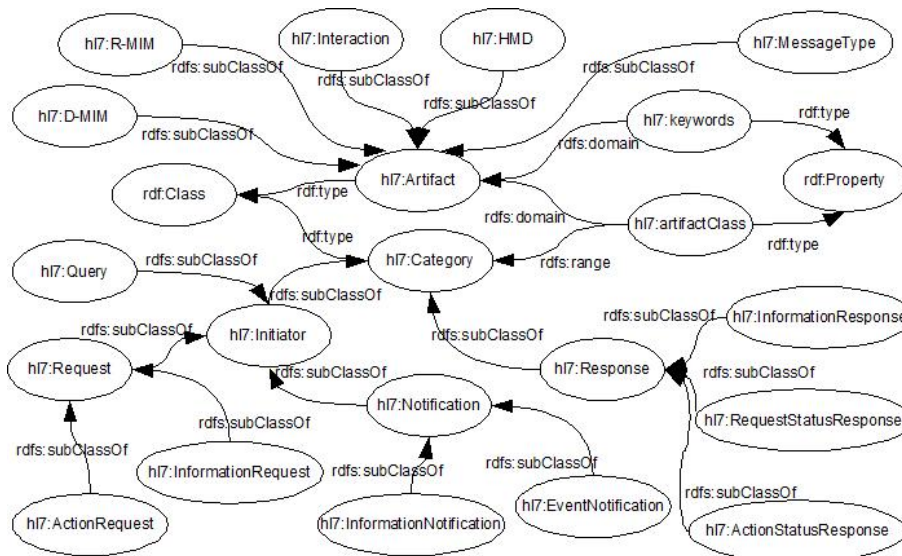 hl7:R-MIM
hl7:Interaction
hl7:HMD
hl7:MessageType
rdfs:subClassOf
rdfs:subClassOf
rdfs:subClassOf
rdfs:subClassOf
hl7:D-MIM
rdfs:subClassOf
hl7:keywords
rdf:type
rdfs:domain
rdf:Class
rdf:type
hl7:Artifact
rdf:Property
rdfs:domain
hl7:artifactClass
rdf:type
rdf:type
hl7:Query
rdfs:subClassOf
hl7:Category
rdfs:range
rdfs:subClassOf
hl7:InformationResponse
rdfs:subClassOf
rdfs:subClassOf
hl7:Initiator
rdfs:subClassOf
hl7:Request
rdfs:subClassOf
hl7:Response
rdfs:subClassOf
hl7:Notification
rdfs:subClassOf
hl7:RequestStatusResponse
rdfs:subClassOf
hl7:InformationRequest
rdfs:subClassOf
rdfs:subClassOf
rdfs:subClassOf
hl7:EventNotification
hl7:ActionRequest
hl7:InformationNotification
hl7:ActionStatusResponse